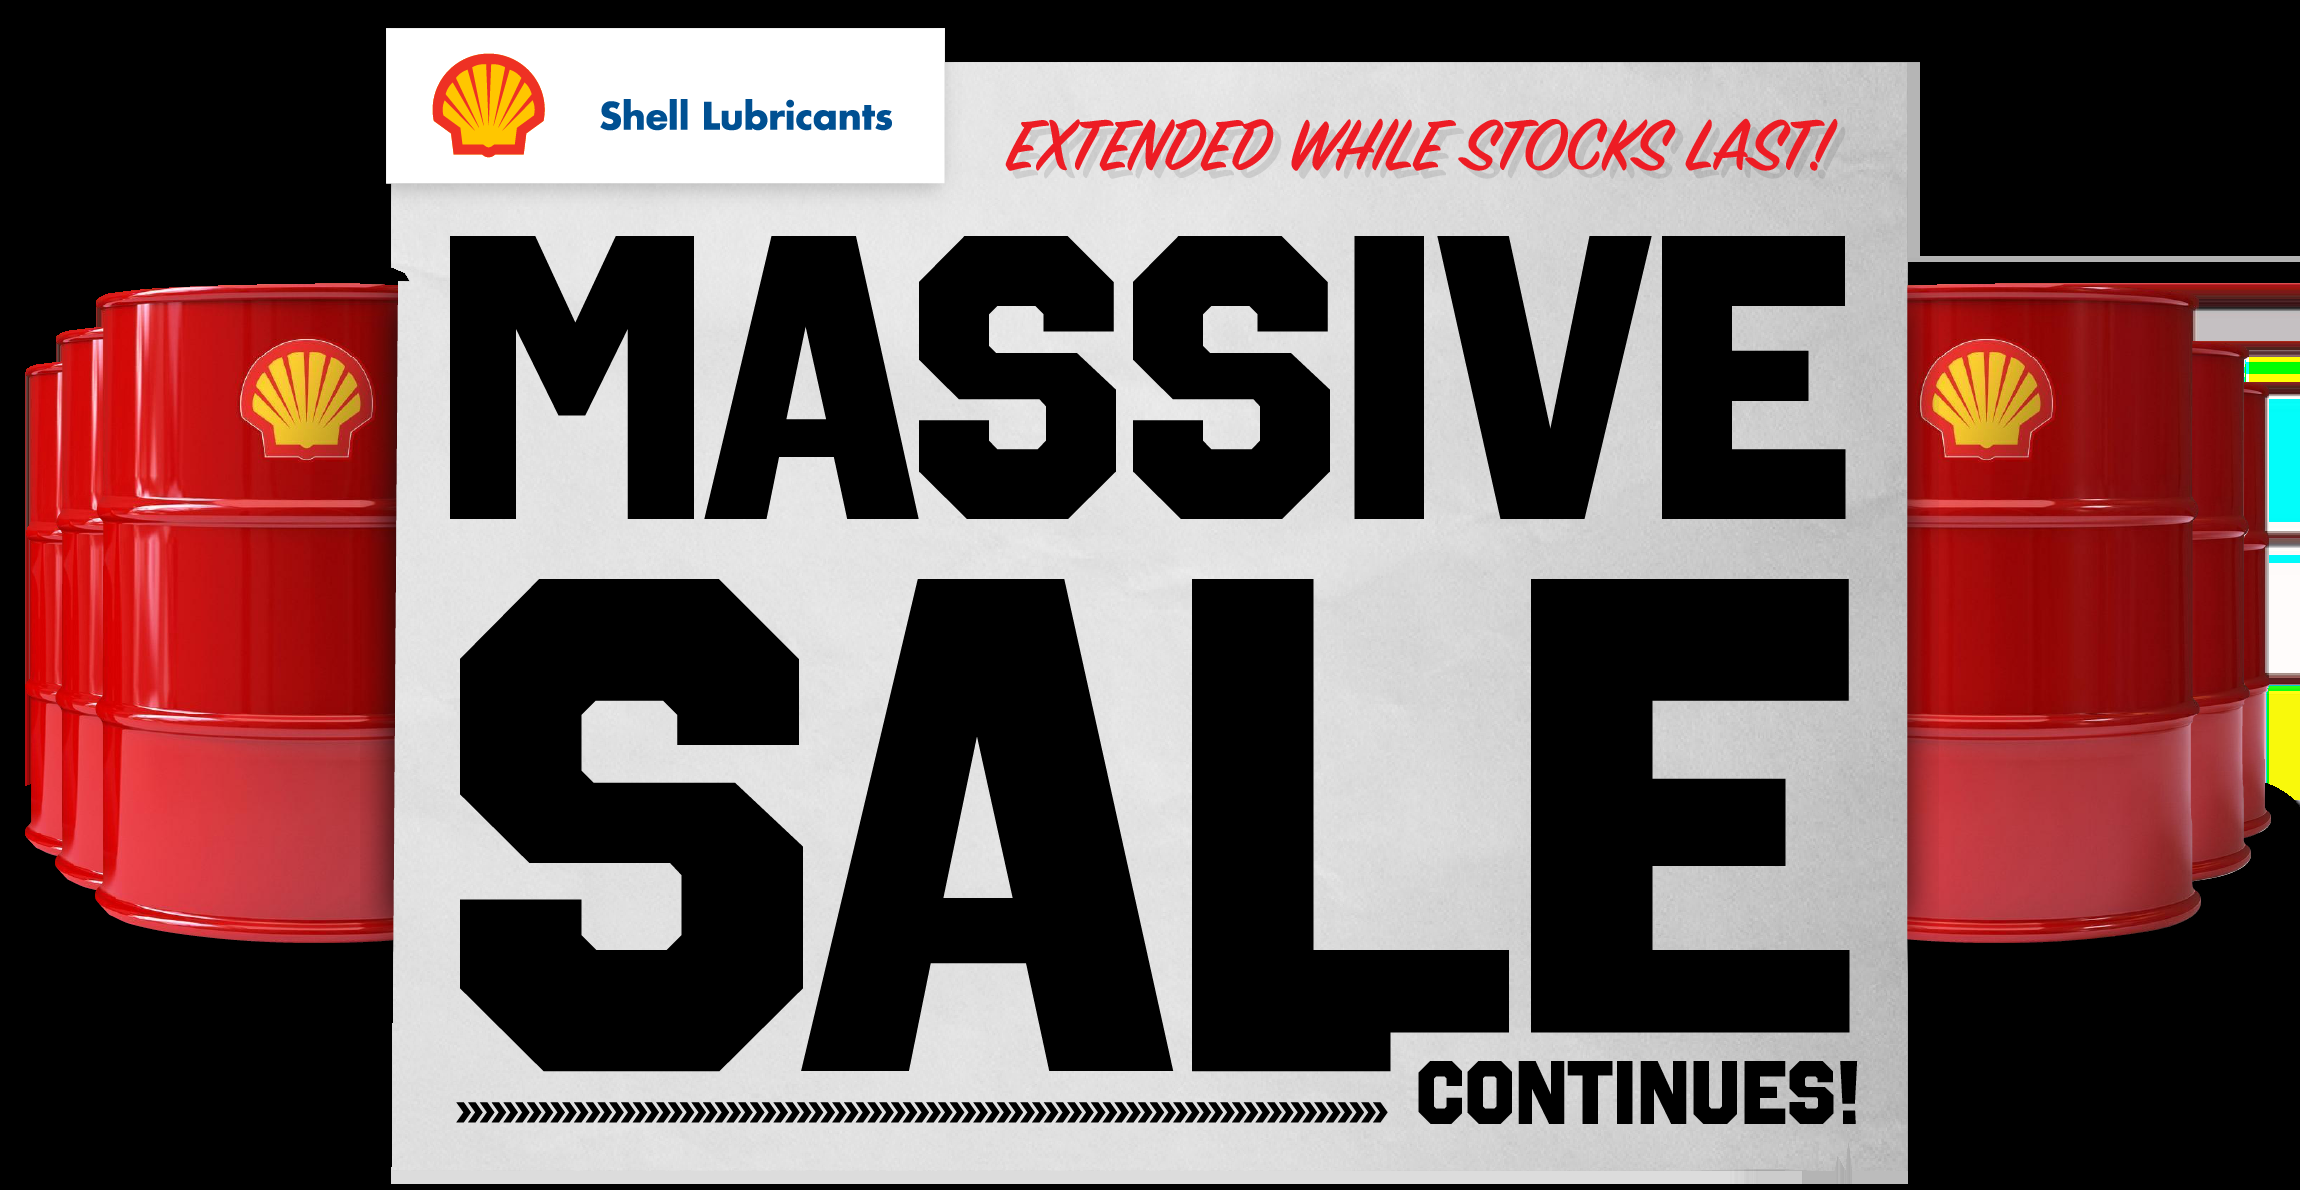 Shell Lubricants
EXTENDED WHILE STOCKS LAST!
MASSIVE
SALE
CONTINUES!